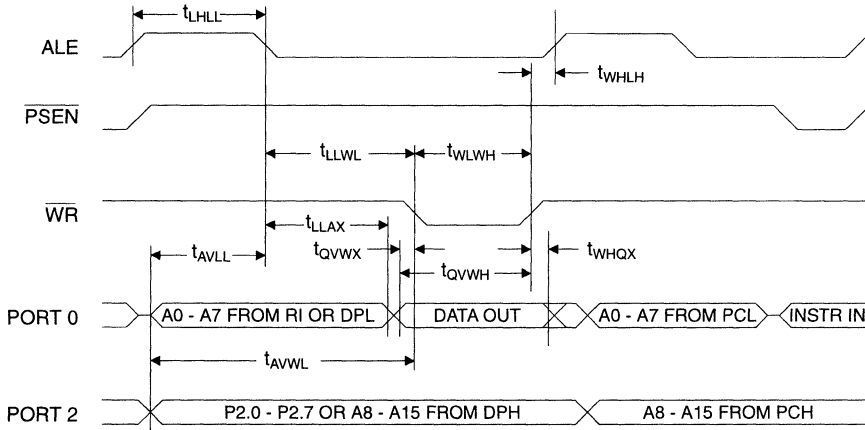 tLHLL
ALE
tWHLH
PSEN
tLLWL
tWLWH
WR
tLLAX
tAVLL
tQVWX
tWHQX
tQVWH
PORT 0
A0 - A7 FROM RI OR DPL
DATA OUT
A0 - A7 FROM PCL
INSTR IN
tAVWL
PORT 2
P2.0 - P2.7 OR A8 - A15 FROM DPH
A8 - A15 FROM PCH